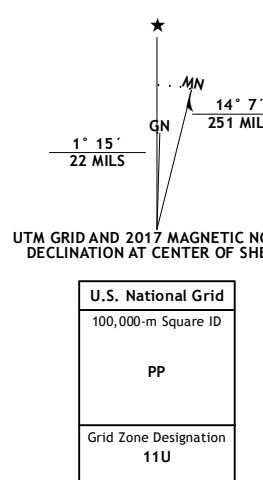 ★
MN
GN
14° 7´
251 MIL
1° 15´
22 MILS
UTM GRID AND 2017 MAGNETIC NO
DECLINATION AT CENTER OF SHE
U.S. National Grid
100,000-m Square ID
PP
Grid Zone Designation
11U